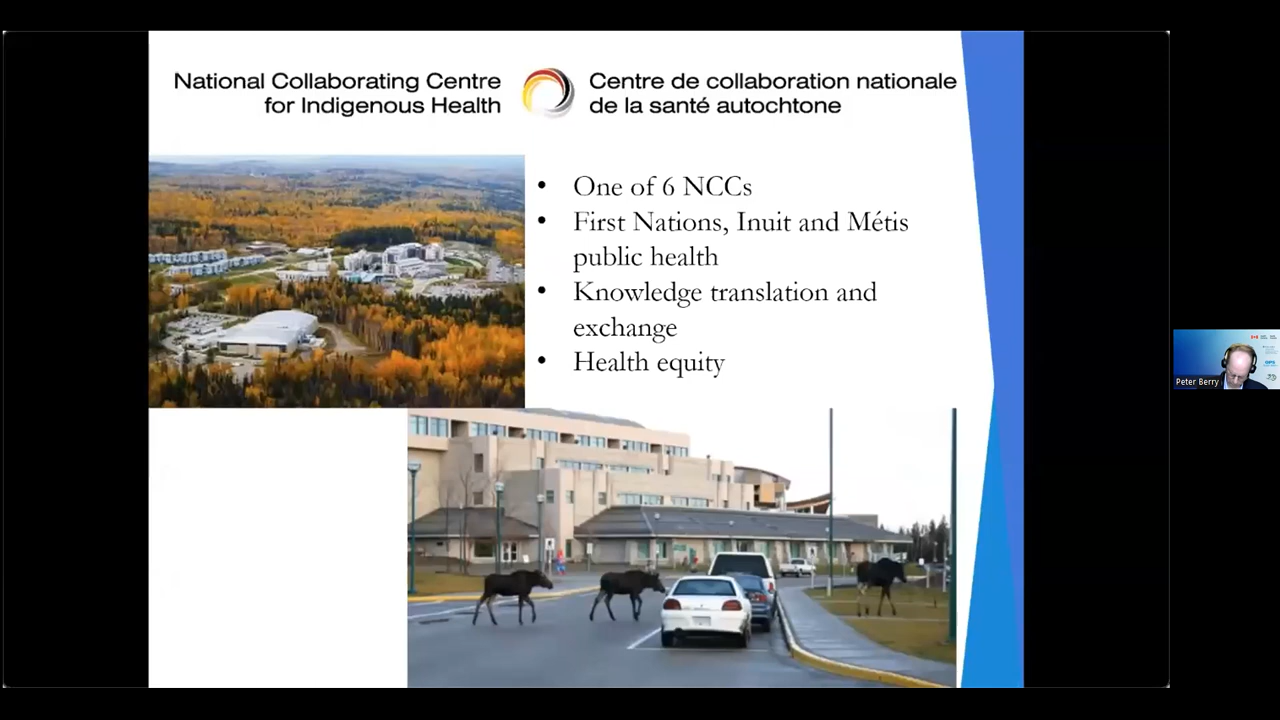 National Collaborating Centre
for Indigenous Health
Centre de collaboration nationale
de la santé autochtone
• One of 6 NCCs
• First Nations, Inuit and Métis
public health
• Knowledge translation and
exchange
• Health equity
Peter Berry